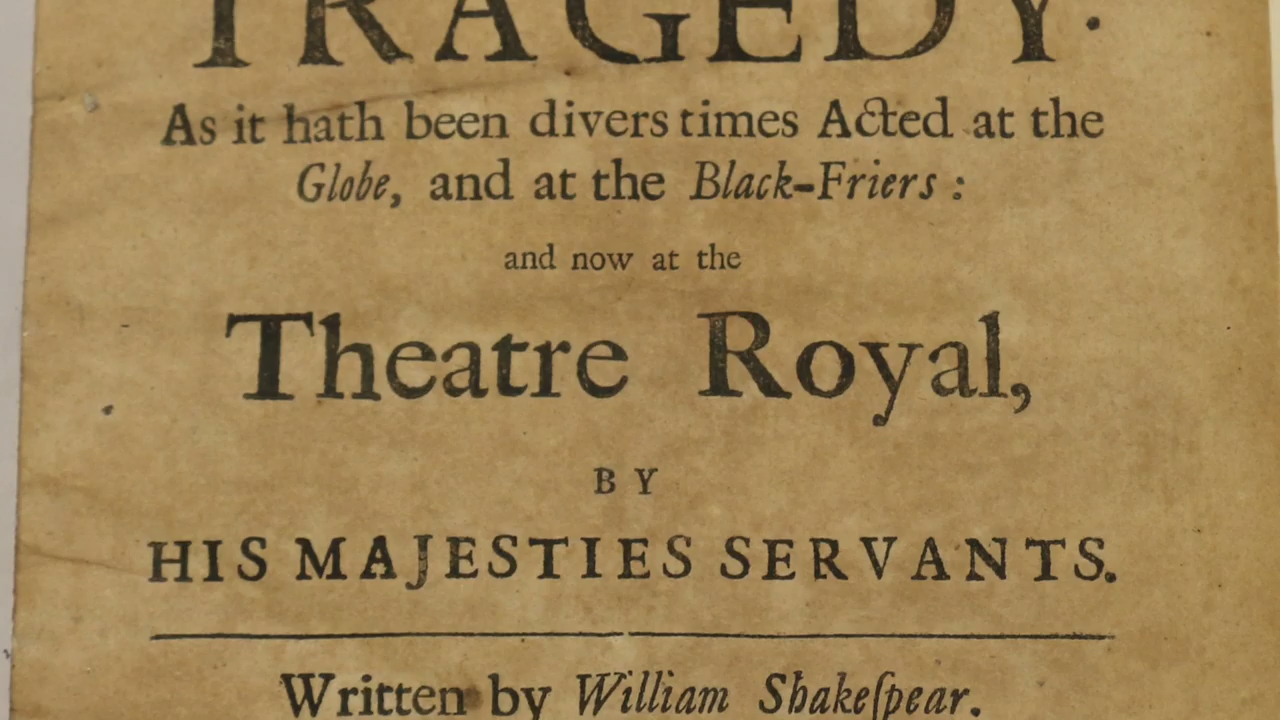 TRAGEDY.
As it hath been divers times Acted at the
Globe, and at the Black-Friers :
and now at the
Theatre Royal,
BY
HIS MAJESTIES SERVANTS.
Written by William Shakeſpear.